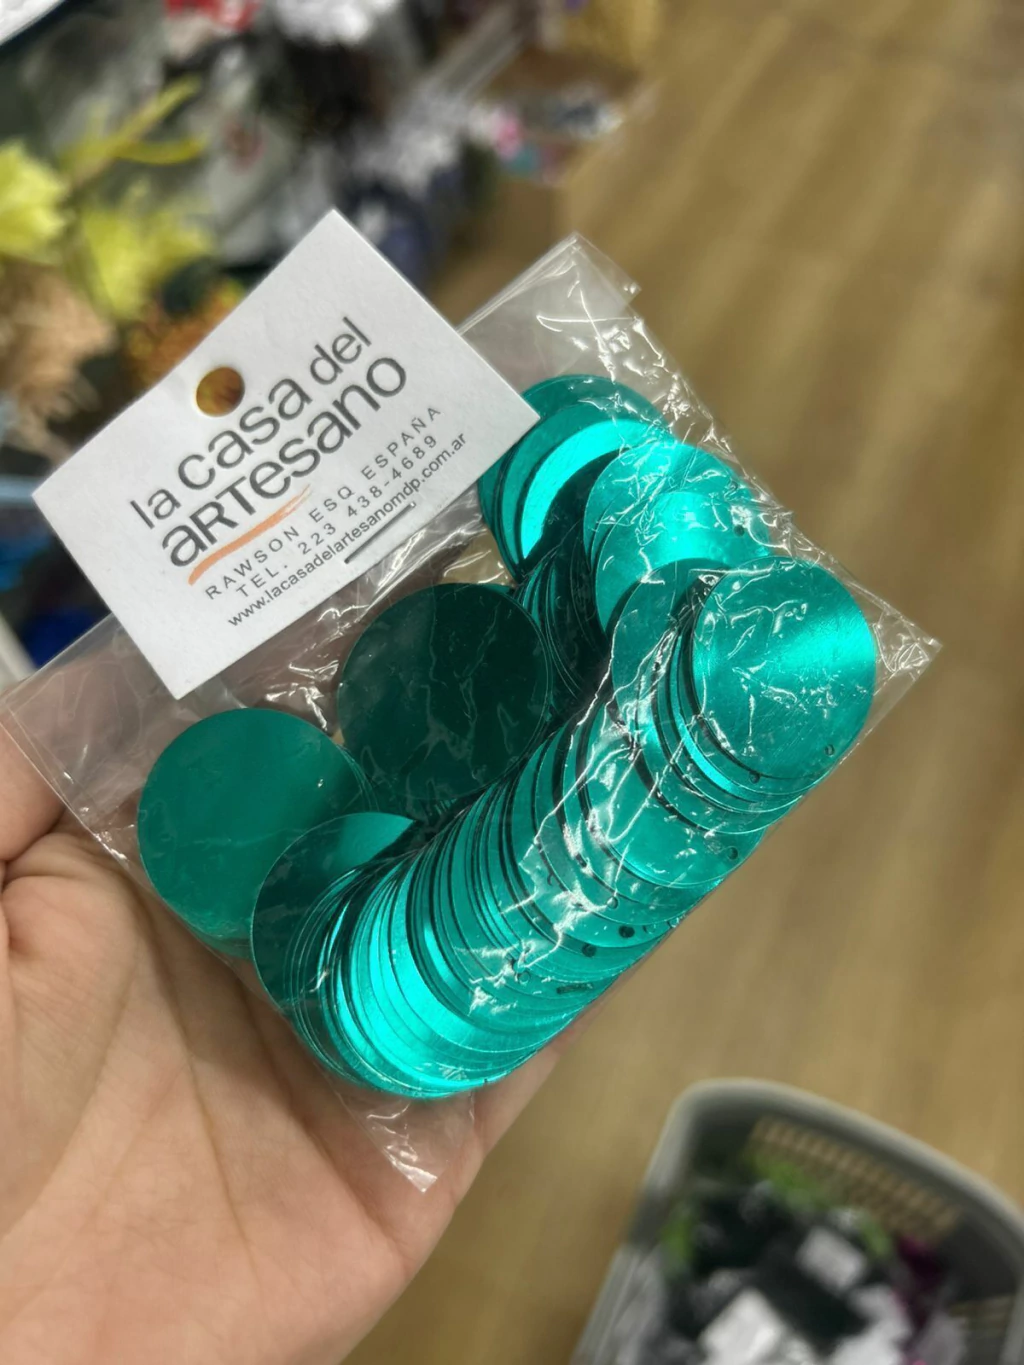 la casa del
aRTesano
RAWSON ESQ ESPAÑA
TEL. 223 438-4689
www.lacasadelartesanomdp.com.ar